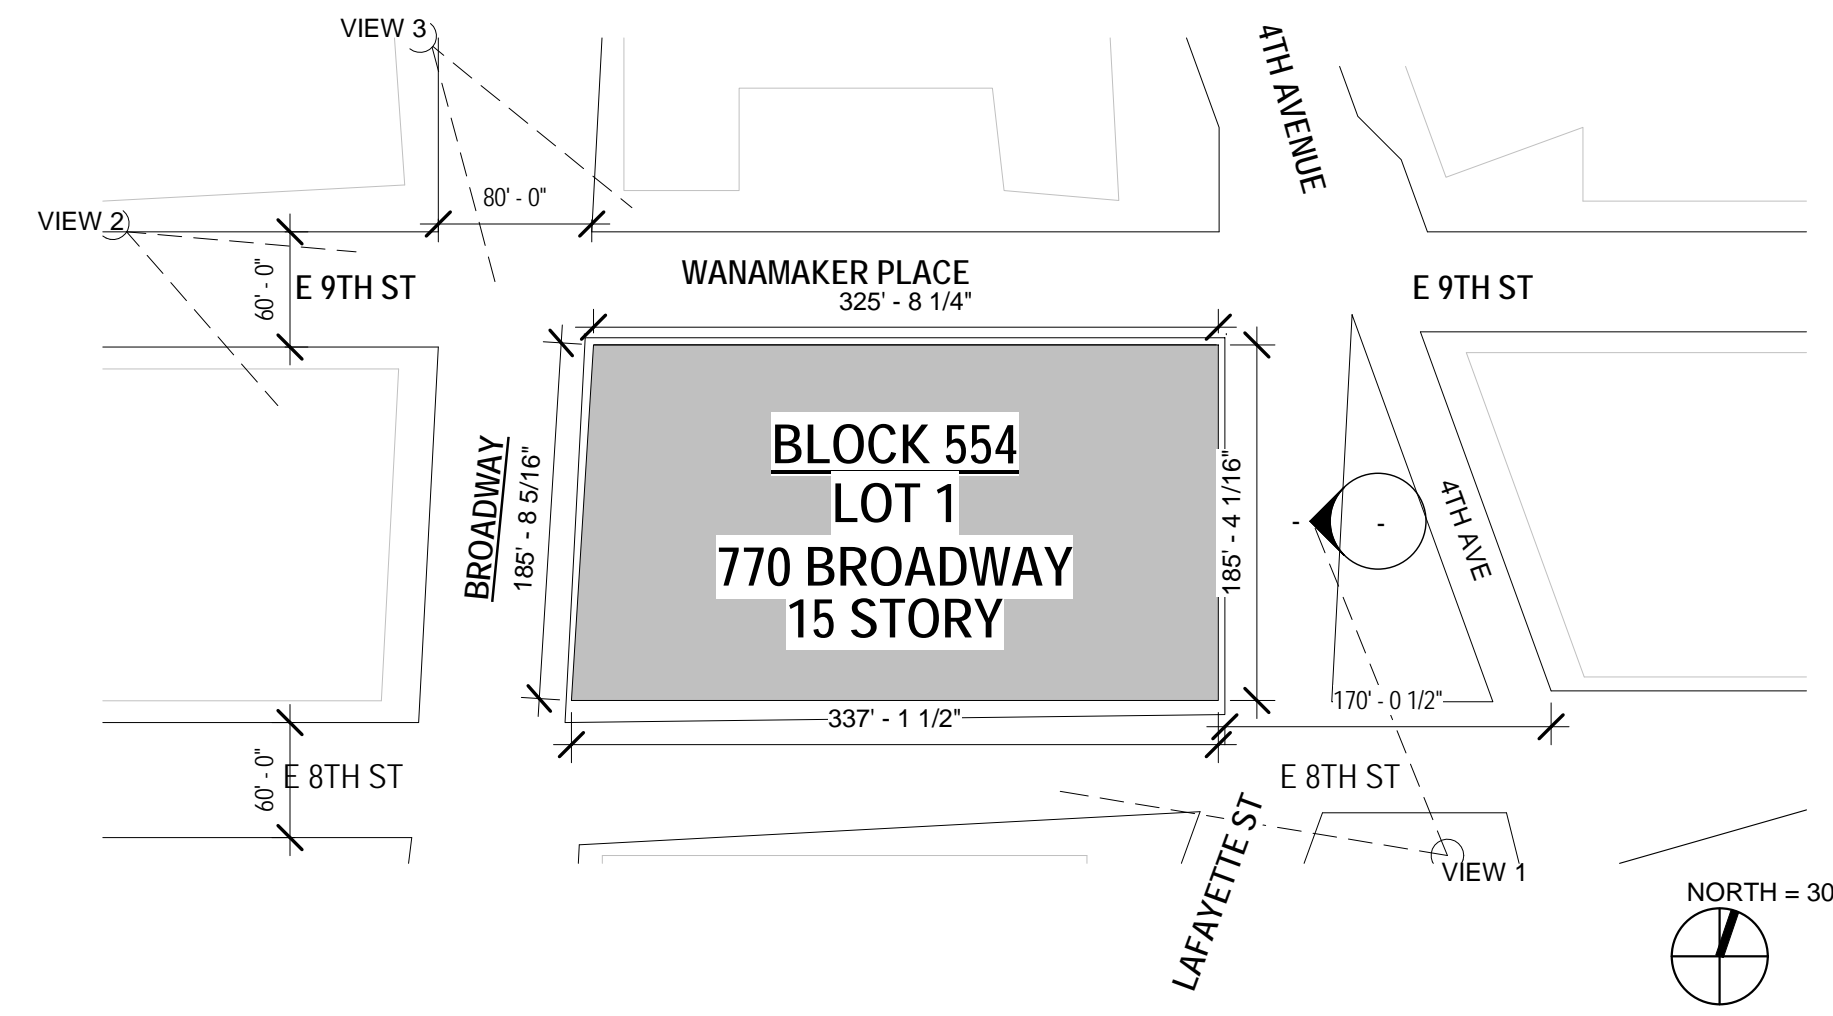 VIEW 3
4TH AVENUE
80' - 0"
VIEW 2
60' - 0"
E 9TH ST
WANAMAKER PLACE
325' - 8 1/4"
E 9TH ST
BROADWAY
185' - 8 5/16"
BLOCK 554
LOT 1
770 BROADWAY
15 STORY
185' - 4 1/16"
-
-
4TH AVE
337' - 1 1/2"
170' - 0 1/2"
60' - 0"
E 8TH ST
E 8TH ST
LAFAYETTE ST
VIEW 1
NORTH = 30